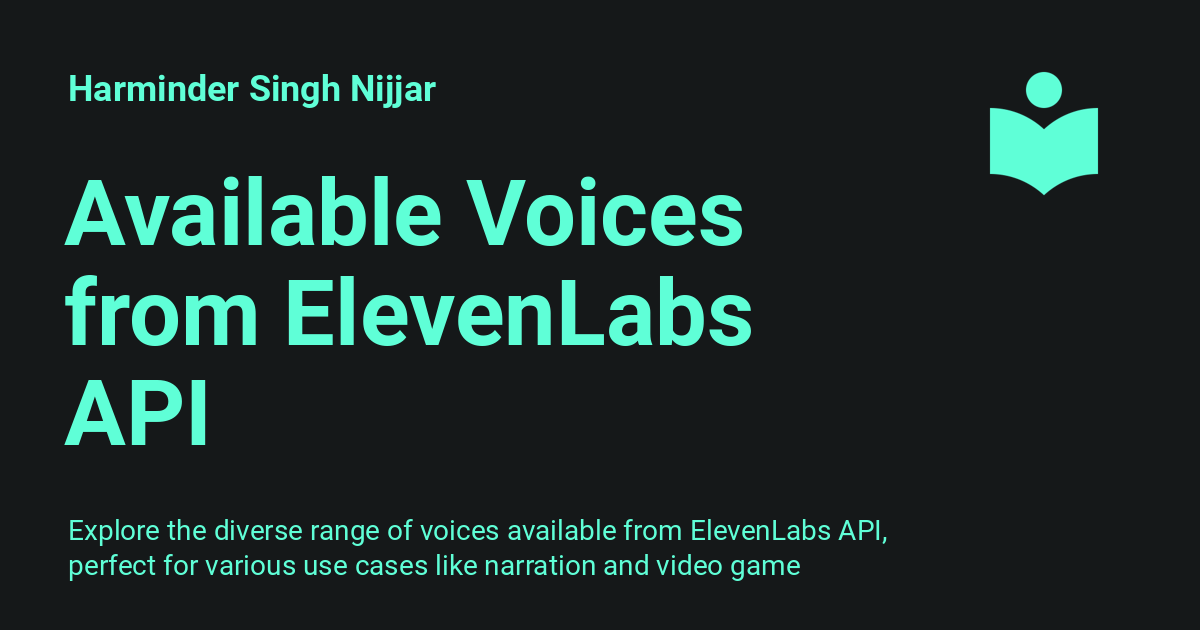 Harminder Singh Nijjar
Available Voices
from ElevenLabs
API
Explore the diverse range of voices available from ElevenLabs API,
perfect for various use cases like narration and video game